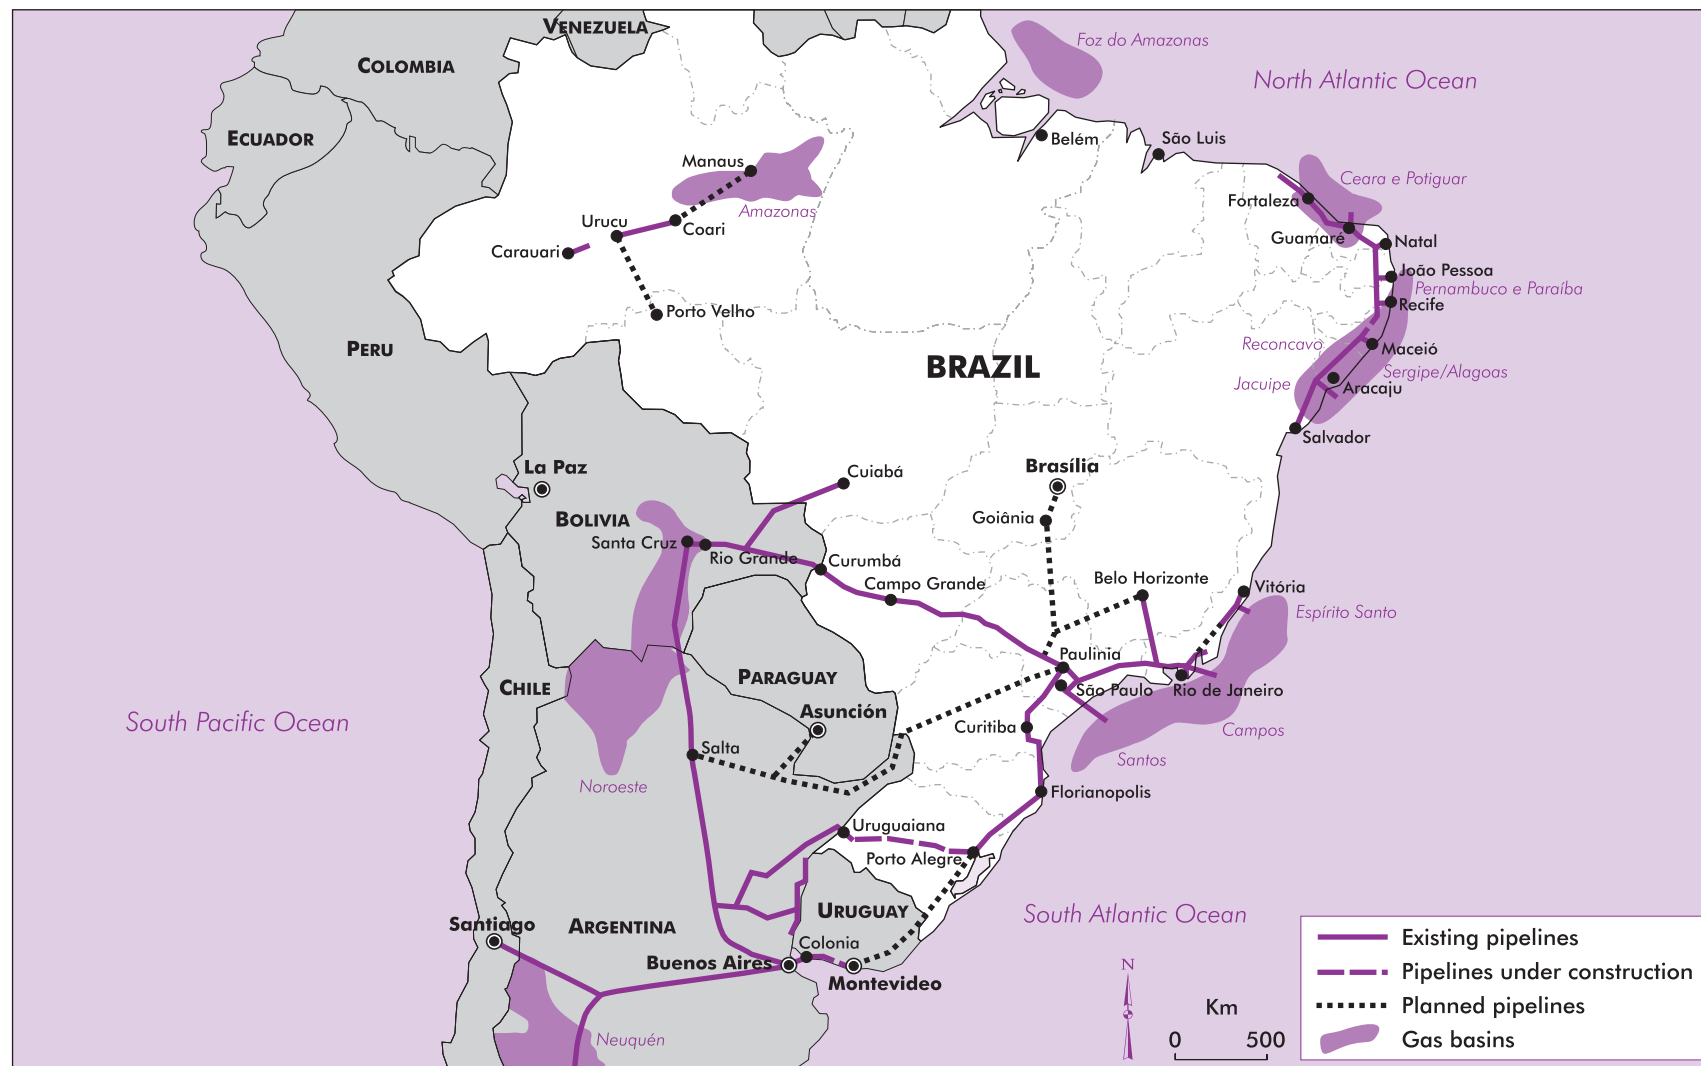 VENEZUELA
COLOMBIA
Foz do Amazonas
North Atlantic Ocean
ECUADOR
Belém
São Luis
Manaus
Ceara e Potiguar
Amazonas
Fortaleza
Urucu
Coari
Guamaré
Natal
Carauari
João Pessoa
Pernambuco e Paraíba
Recife
Porto Velho
Reconcavo
Maceió
PERU
BRAZIL
Sergipe/Alagoas
Jacuipe
Aracaju
Salvador
La Paz
Cuiabá
Brasília
BOLIVIA
Goiânia
Santa Cruz
Rio Grande
Curumbá
Campo Grande
Belo Horizonte
Vitória
Espírito Santo
Paulinia
PARAGUAY
CHILE
São Paulo
Rio de Janeiro
Asunción
South Pacific Ocean
Curitiba
Campos
Salta
Santos
Noroeste
Florianopolis
Uruguaiana
Porto Alegre
URUGUAY
South Atlantic Ocean
Santiago
ARGENTINA
Colonia
Buenos Aires
Montevideo
Neuquén
N
Km
0 500
Existing pipelines
Pipelines under construction
Planned pipelines
Gas basins